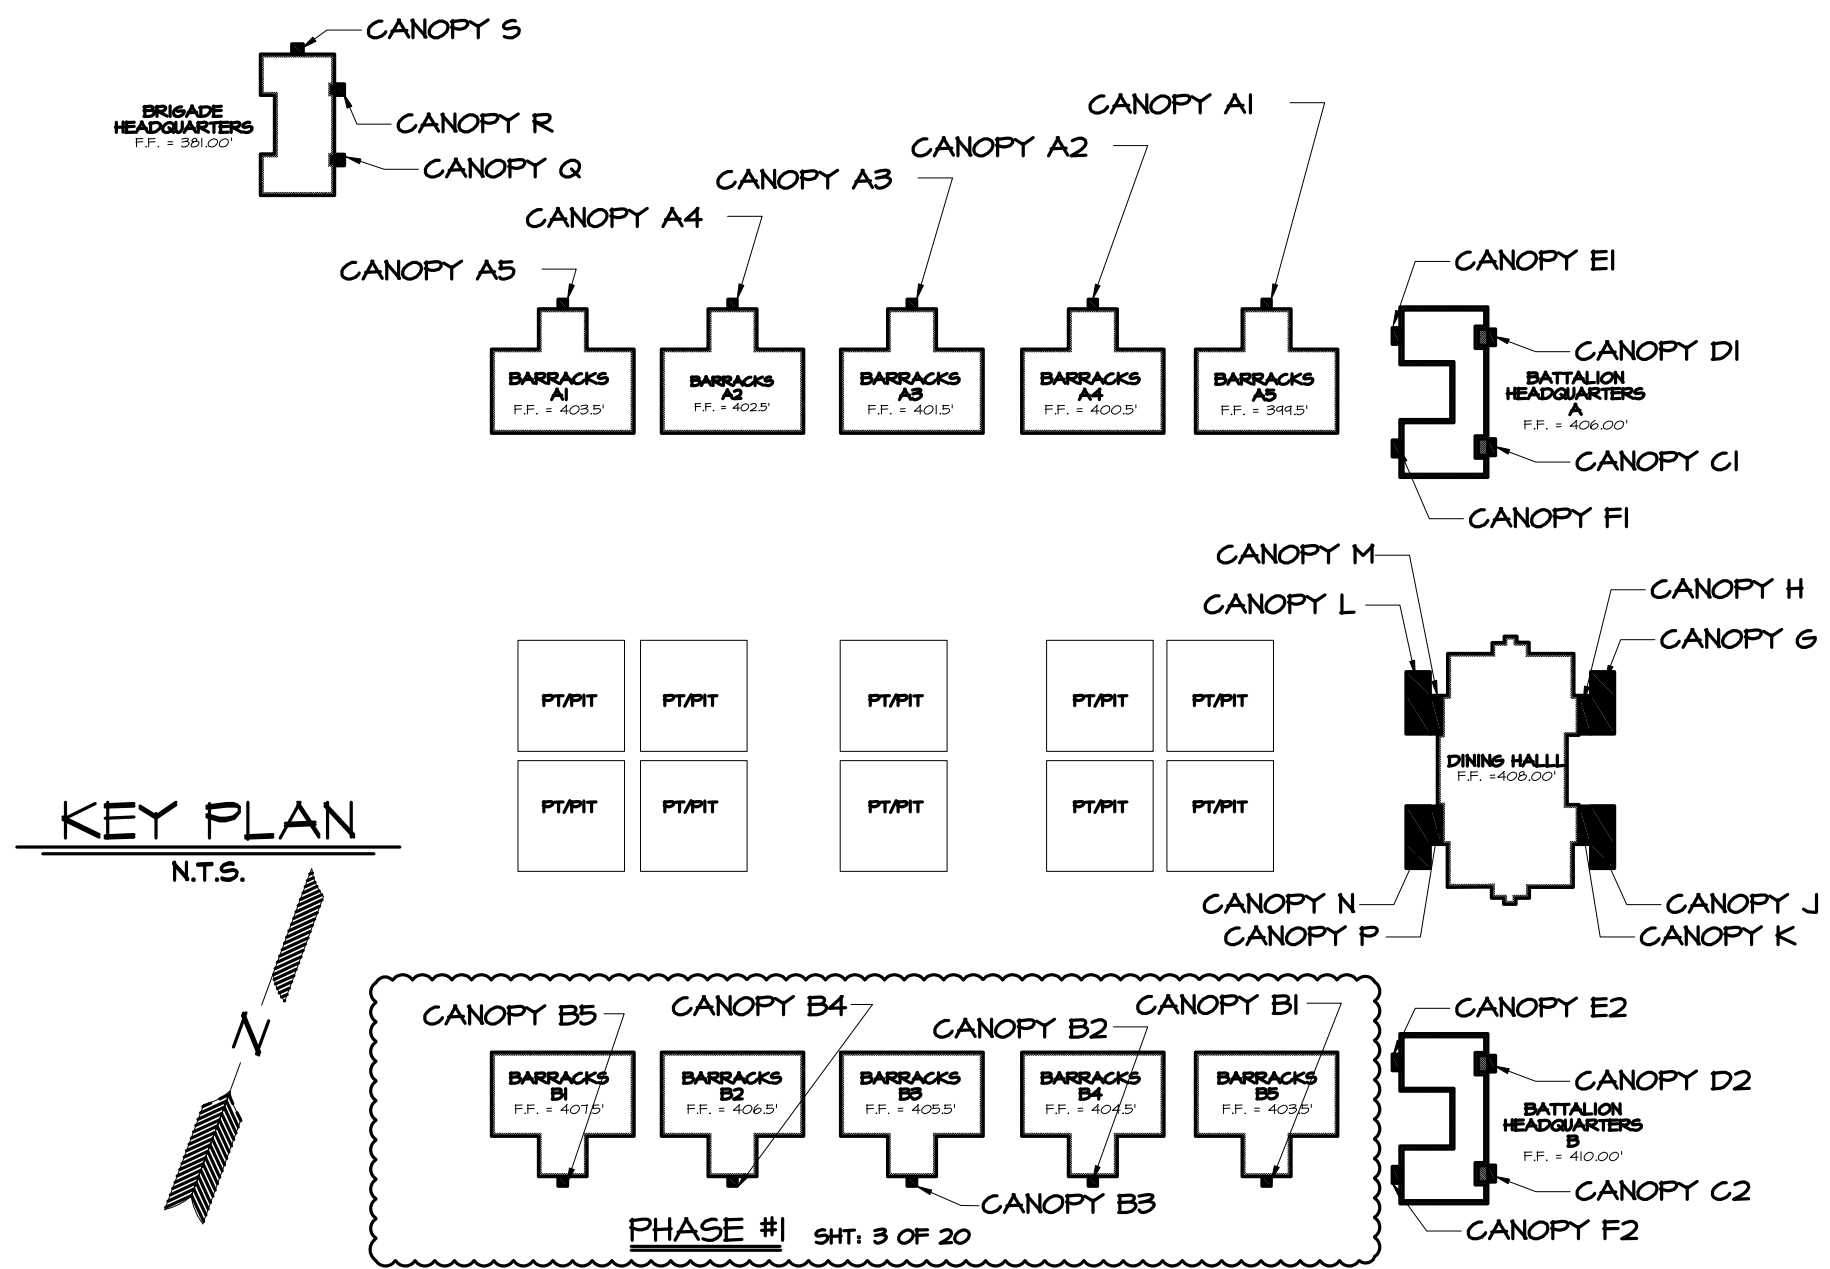 CANOPY S
BRIGADE
HEADQUARTERS
F.F. = 381.00'
CANOPY R
CANOPY Q
CANOPY A1
CANOPY A2
CANOPY A3
CANOPY A4
CANOPY A5
BARRACKS
A1
F.F. = 403.5'
BARRACKS
A2
F.F. = 402.5'
BARRACKS
A3
F.F. = 401.5'
BARRACKS
A4
F.F. = 400.5'
BARRACKS
A5
F.F. = 399.5'
CANOPY E1
CANOPY D1
BATTALION
HEADQUARTERS
A
F.F. = 406.00'
CANOPY C1
CANOPY F1
CANOPY M
CANOPY L
CANOPY H
CANOPY G
PT/PIT
PT/PIT
PT/PIT
PT/PIT
PT/PIT
DINING HALLL
F.F. =408.00'
PT/PIT
PT/PIT
PT/PIT
PT/PIT
PT/PIT
KEY PLAN
N.T.S.
N
CANOPY N
CANOPY P
CANOPY J
CANOPY K
CANOPY B5
CANOPY B4
CANOPY B2
CANOPY B1
BARRACKS
B1
F.F. = 407.5'
BARRACKS
B2
F.F. = 406.5'
BARRACKS
B3
F.F. = 405.5'
BARRACKS
B4
F.F. = 404.5'
BARRACKS
B5
F.F. = 403.5'
CANOPY B3
PHASE #1 SHT: 3 OF 20
CANOPY E2
CANOPY D2
BATTALION
HEADQUARTERS
B
F.F. = 410.00'
CANOPY C2
CANOPY F2